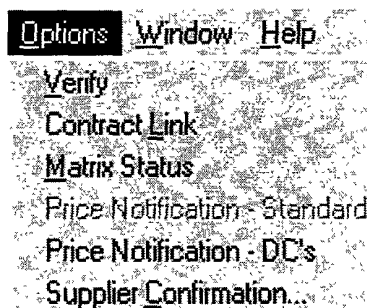 Options Window Help
Verify
Contract Link
Matrix Status
Price Notification - Standard
Price Notification - DC's
Supplier Confirmation...